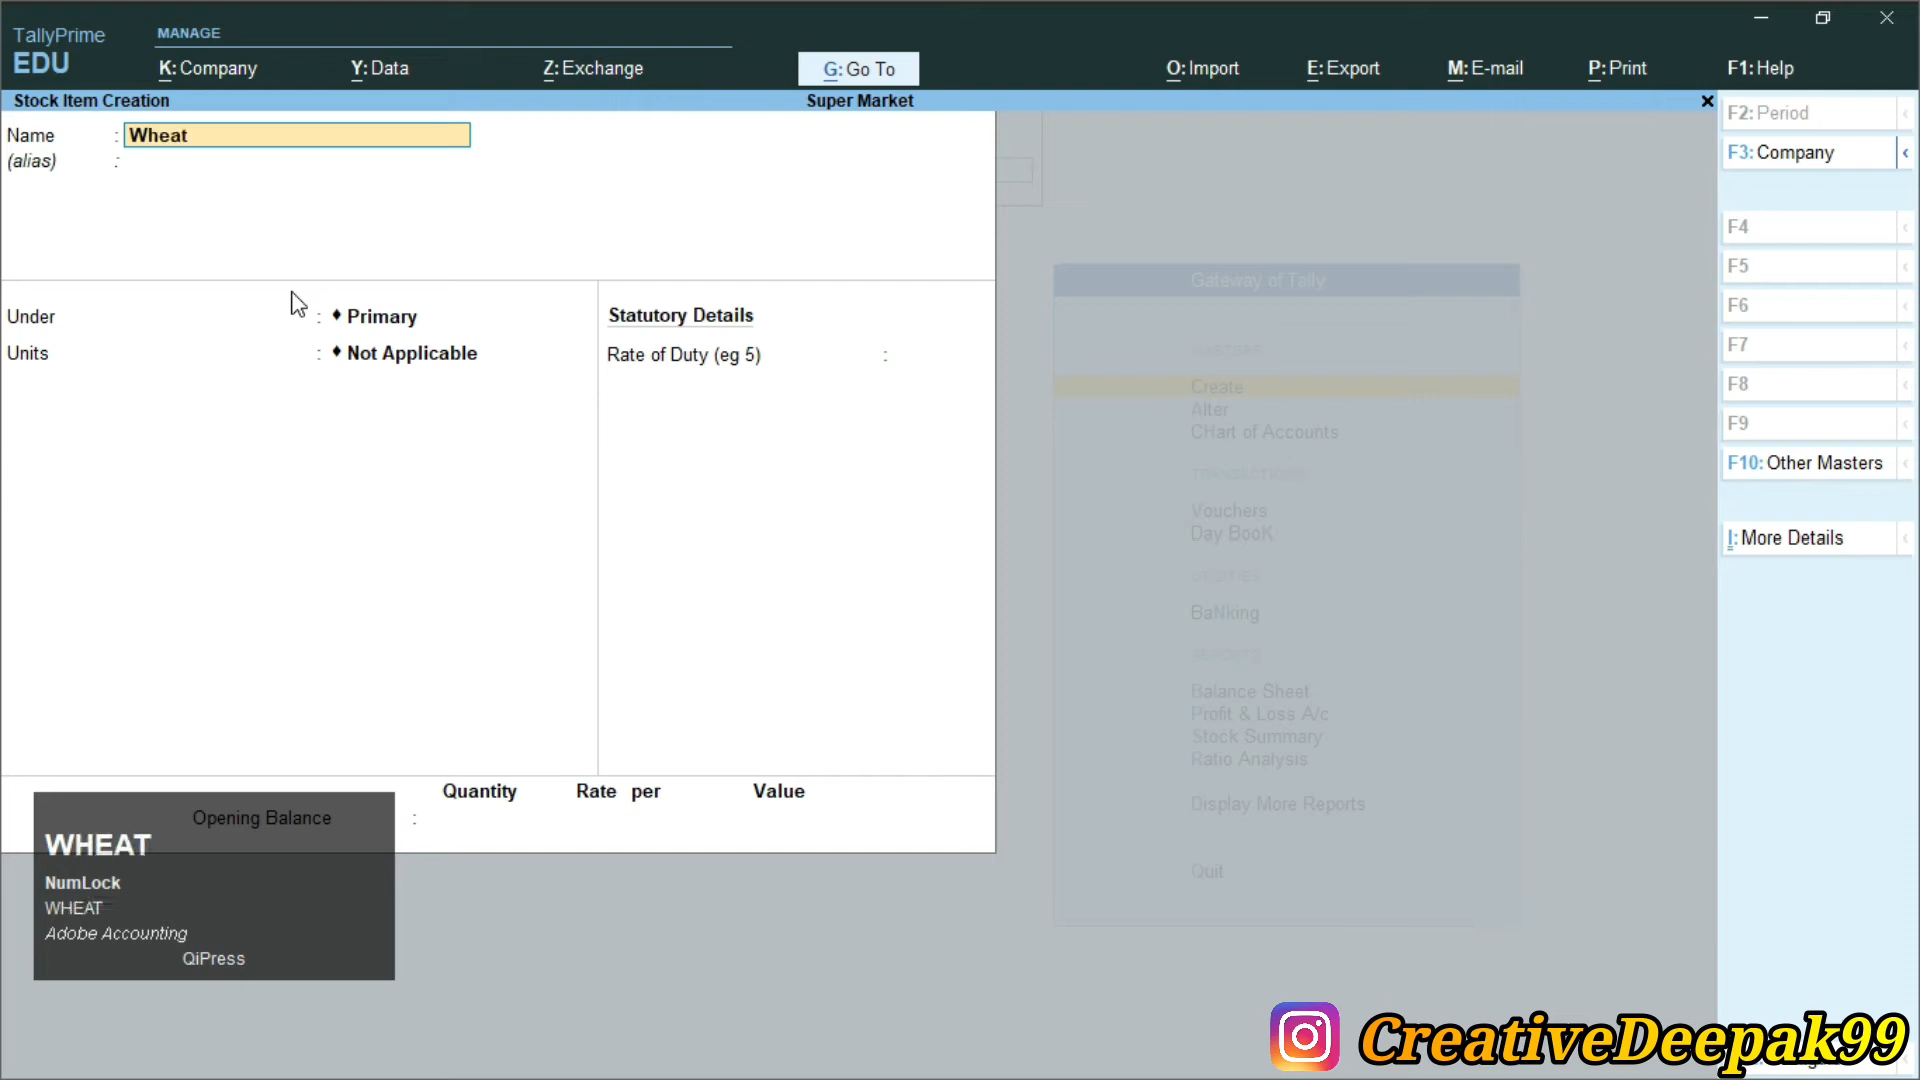 TallyPrime
EDU
MANAGE
K: Company
Y: Data
Z: Exchange
G: Go To
O: Import
E: Export
M: E-mail
P: Print
F1: Help
Stock Item Creation
Super Market
Name : Wheat
(alias) :
Under : ♦ Primary
Units : ♦ Not Applicable
Statutory Details
Rate of Duty (eg 5) :
Quantity Rate per Value
Opening Balance :
WHEAT
NumLock
WHEAT
Adobe Accounting
QiPress
Gateway of Tally
MASTERS
Create
Alter
CHart of Accounts
TRANSACTIONS
Vouchers
Day BooK
UTILITIES
BaNking
REPORTS
Balance Sheet
Profit & Loss A/c
Stock Summary
Ratio Analysis
Display More Reports
Quit
F2: Period
F3: Company
F4
F5
F6
F7
F8
F9
F10: Other Masters
I: More Details
CreativeDeepak99